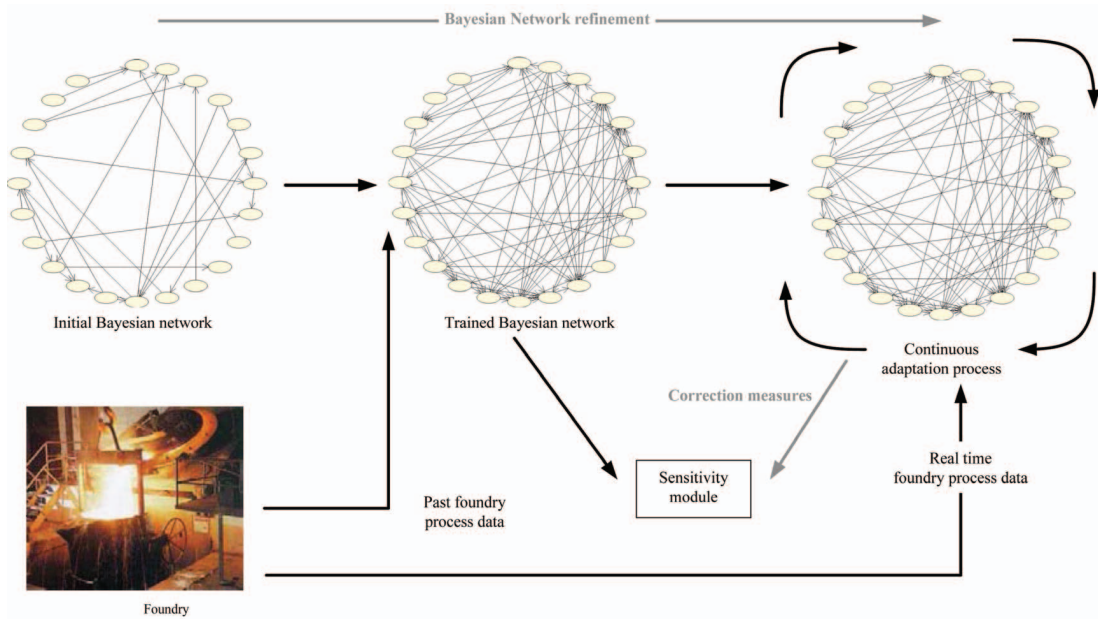 Bayesian Network refinement
Initial Bayesian network
Trained Bayesian network
Continuous
adaptation process
Correction measures
Sensitivity
module
Real time
foundry process data
Past foundry
process data
Foundry